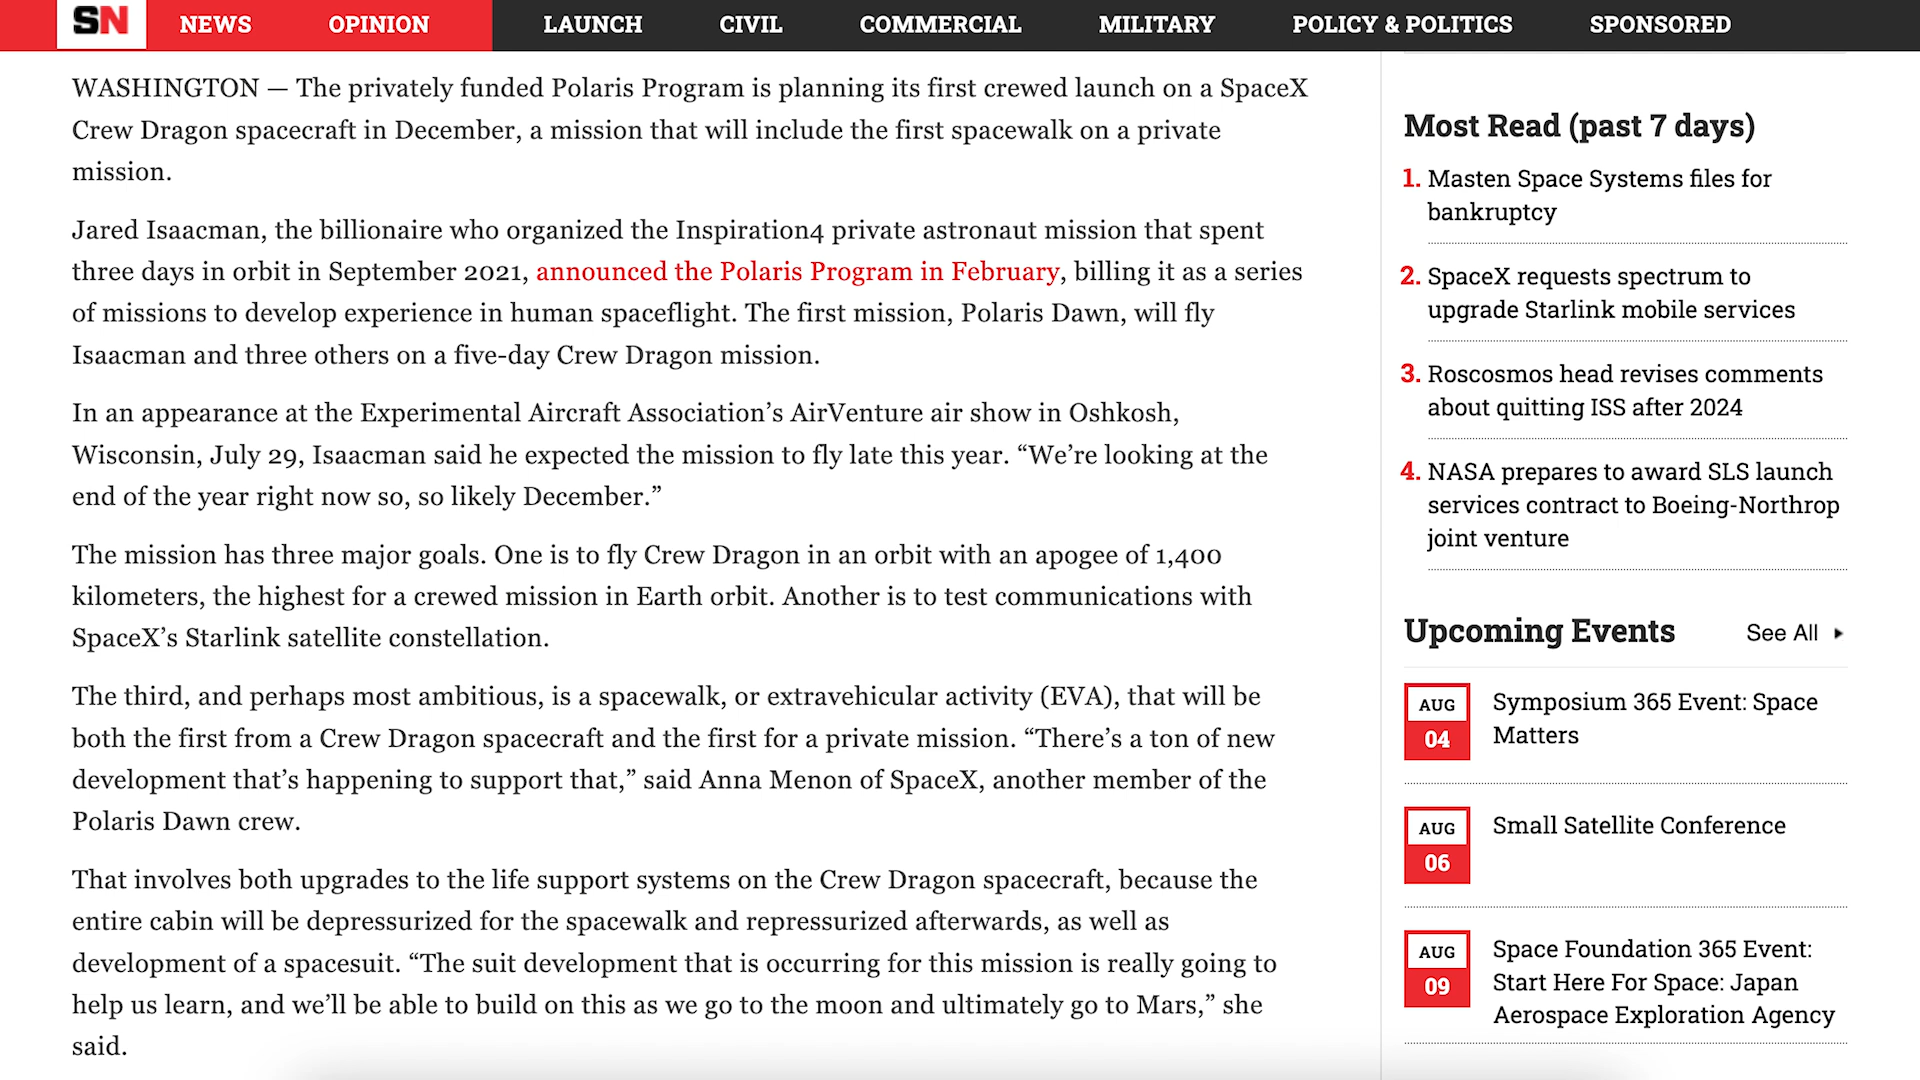 SN NEWS OPINION LAUNCH CIVIL COMMERCIAL MILITARY POLICY & POLITICS SPONSORED
WASHINGTON — The privately funded Polaris Program is planning its first crewed launch on a SpaceX
Crew Dragon spacecraft in December, a mission that will include the first spacewalk on a private
mission.
Jared Isaacman, the billionaire who organized the Inspiration4 private astronaut mission that spent
three days in orbit in September 2021, announced the Polaris Program in February, billing it as a series
of missions to develop experience in human spaceflight. The first mission, Polaris Dawn, will fly
Isaacman and three others on a five-day Crew Dragon mission.
In an appearance at the Experimental Aircraft Association’s AirVenture air show in Oshkosh,
Wisconsin, July 29, Isaacman said he expected the mission to fly late this year. “We’re looking at the
end of the year right now so, so likely December.”
The mission has three major goals. One is to fly Crew Dragon in an orbit with an apogee of 1,400
kilometers, the highest for a crewed mission in Earth orbit. Another is to test communications with
SpaceX’s Starlink satellite constellation.
The third, and perhaps most ambitious, is a spacewalk, or extravehicular activity (EVA), that will be
both the first from a Crew Dragon spacecraft and the first for a private mission. “There’s a ton of new
development that’s happening to support that,” said Anna Menon of SpaceX, another member of the
Polaris Dawn crew.
That involves both upgrades to the life support systems on the Crew Dragon spacecraft, because the
entire cabin will be depressurized for the spacewalk and repressurized afterwards, as well as
development of a spacesuit. “The suit development that is occurring for this mission is really going to
help us learn, and we’ll be able to build on this as we go to the moon and ultimately go to Mars,” she
said.
Most Read (past 7 days)
1. Masten Space Systems files for
bankruptcy
2. SpaceX requests spectrum to
upgrade Starlink mobile services
3. Roscosmos head revises comments
about quitting ISS after 2024
4. NASA prepares to award SLS launch
services contract to Boeing-Northrop
joint venture
Upcoming Events See All
AUG
04
Symposium 365 Event: Space
Matters
AUG
06
Small Satellite Conference
AUG
09
Space Foundation 365 Event:
Start Here For Space: Japan
Aerospace Exploration Agency